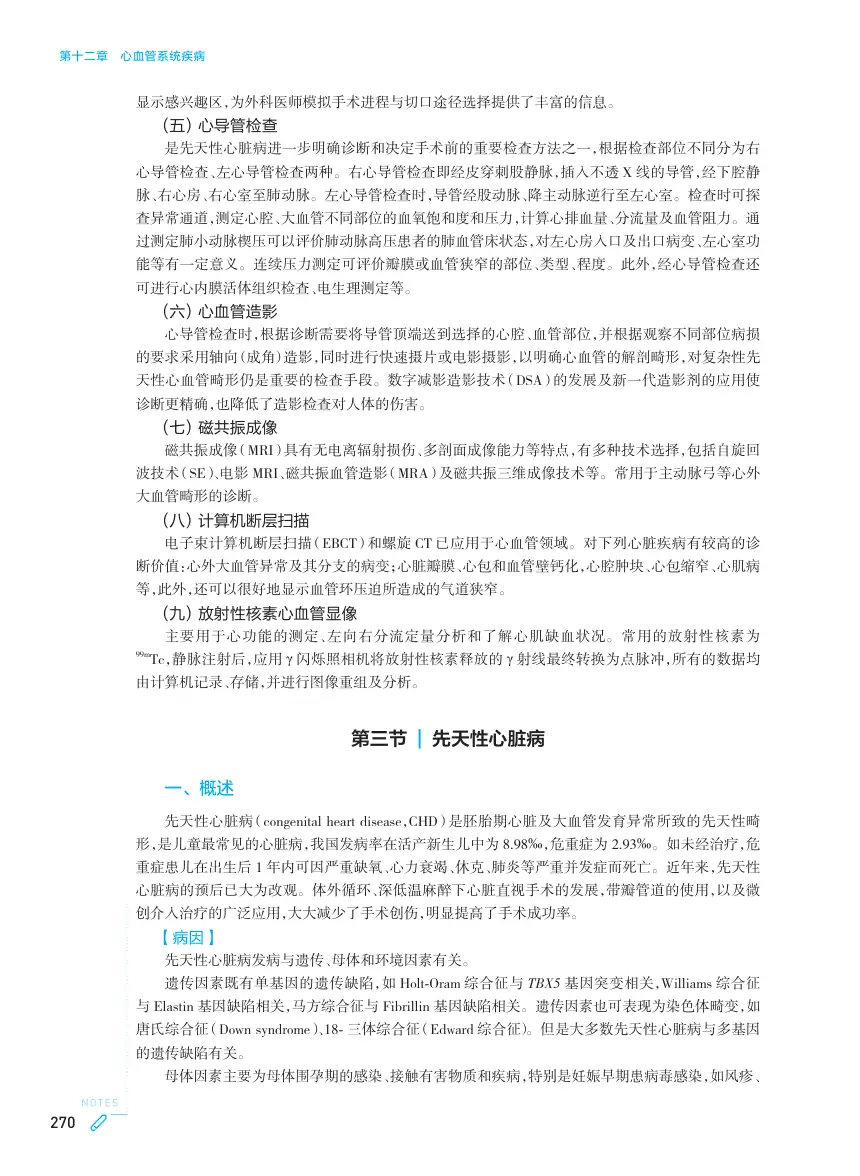 第十二章 心血管系统疾病
显示感兴趣区，为外科医师模拟手术进程与切口途径选择提供了丰富的信息。
（五）心导管检查
是先天性心脏病进一步明确诊断和决定手术前的重要检查方法之一，根据检查部位不同分为右
心导管检查、左心导管检查两种。右心导管检查即经皮穿刺股静脉，插入不透 X 线的导管，经下腔静
脉、右心房、右心室至肺动脉。左心导管检查时，导管经股动脉、降主动脉逆行至左心室。检查时可探
查异常通道，测定心腔、大血管不同部位的血氧饱和度和压力，计算心排血量、分流量及血管阻力。通
过测定肺小动脉楔压可以评价肺动脉高压患者的肺血管床状态，对左心房入口及出口病变、左心室功
能等有一定意义。连续压力测定可评价瓣膜或血管狭窄的部位、类型、程度。此外，经心导管检查还
可进行心内膜活体组织检查、电生理测定等。
（六）心血管造影
心导管检查时，根据诊断需要将导管顶端送到选择的心腔、血管部位，并根据观察不同部位病损
的要求采用轴向（成角）造影，同时进行快速摄片或电影摄影，以明确心血管的解剖畸形，对复杂性先
天性心血管畸形仍是重要的检查手段。数字减影造影技术（DSA）的发展及新一代造影剂的应用使
诊断更精确，也降低了造影检查对人体的伤害。
（七）磁共振成像
磁共振成像（MRI）具有无电离辐射损伤、多剖面成像能力等特点，有多种技术选择，包括自旋回
波技术（SE）、电影 MRI、磁共振血管造影（MRA）及磁共振三维成像技术等。常用于主动脉弓等心外
大血管畸形的诊断。
（八）计算机断层扫描
电子束计算机断层扫描（EBCT）和螺旋 CT 已应用于心血管领域。对下列心脏疾病有较高的诊
断价值：心外大血管异常及其分支的病变；心脏瓣膜、心包和血管壁钙化，心腔肿块、心包缩窄、心肌病
等，此外，还可以很好地显示血管环压迫所造成的气道狭窄。
（九）放射性核素心血管显像
主要用于心功能的测定、左向右分流定量分析和了解心肌缺血状况。常用的放射性核素为
⁹⁹ᵐTc，静脉注射后，应用 γ 闪烁照相机将放射性核素释放的 γ 射线最终转换为点脉冲，所有的数据均
由计算机记录、存储，并进行图像重组及分析。
第三节 | 先天性心脏病
一、概述
先天性心脏病（congenital heart disease，CHD）是胚胎期心脏及大血管发育异常所致的先天性畸
形，是儿童最常见的心脏病，我国发病率在活产新生儿中为 8.98‰，危重症为 2.93‰。如未经治疗，危
重症患儿在出生后 1 年内可因严重缺氧、心力衰竭、休克、肺炎等严重并发症而死亡。近年来，先天性
心脏病的预后已大为改观。体外循环、深低温麻醉下心脏直视手术的发展，带瓣管道的使用，以及微
创介入治疗的广泛应用，大大减少了手术创伤，明显提高了手术成功率。
【病因】
先天性心脏病发病与遗传、母体和环境因素有关。
遗传因素既有单基因的遗传缺陷，如 Holt-Oram 综合征与 TBX5 基因突变相关，Williams 综合征
与 Elastin 基因缺陷相关，马方综合征与 Fibrillin 基因缺陷相关。遗传因素也可表现为染色体畸变，如
唐氏综合征（Down syndrome）、18- 三体综合征（Edward 综合征）。但是大多数先天性心脏病与多基因
的遗传缺陷有关。
母体因素主要为母体围孕期的感染、接触有害物质和疾病，特别是妊娠早期患病毒感染，如风疹、
NOTES
270